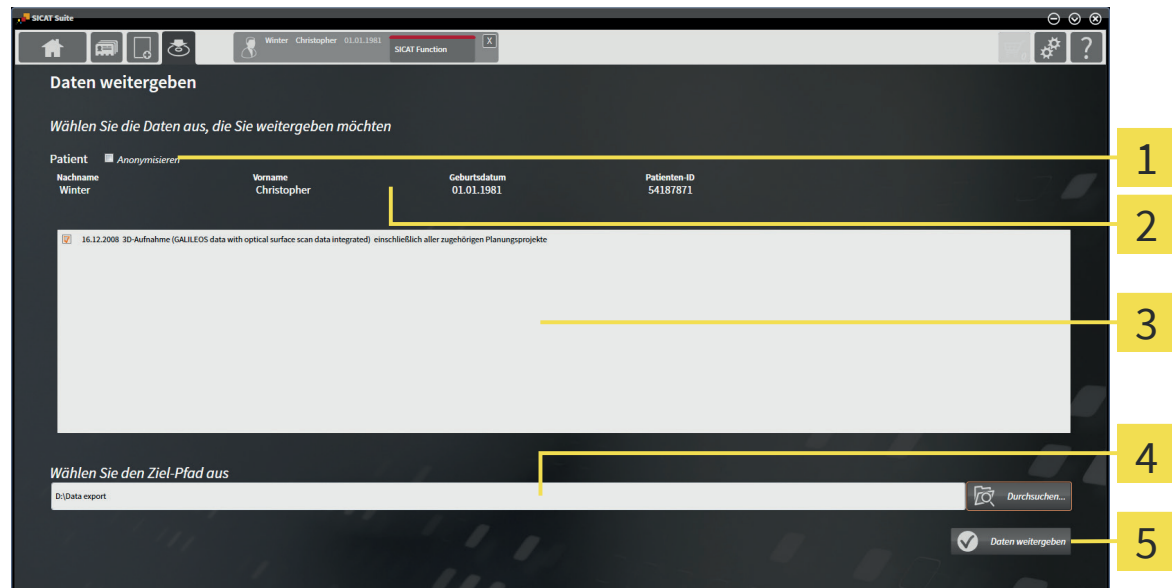 SICAT Suite
Winter Christopher 01.01.1981 SICAT Function X
?
Daten weitergeben
Wählen Sie die Daten aus, die Sie weitergeben möchten
Patient Anonymisieren
1
Nachname Vorname Geburtsdatum Patienten-ID
Winter Christopher 01.01.1981 54187871
2
16.12.2008 3D-Aufnahme (GALILEOS data with optical surface scan data integrated) einschließlich aller zugehörigen Planungsprojekte
3
4
Wählen Sie den Ziel-Pfad aus
D:\Data export Durchsuchen...
Daten weitergeben 5